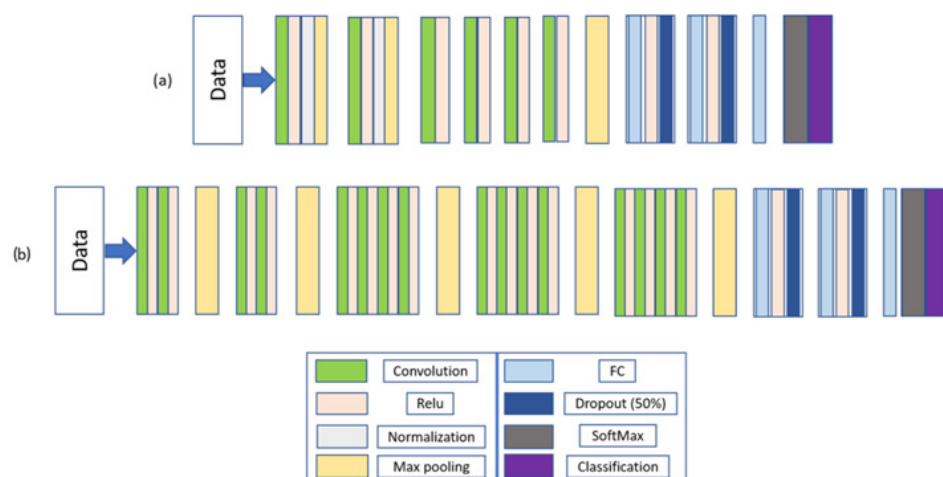 (a)
Data
(b)
Data
Convolution
FC
Relu
Dropout (50%)
Normalization
SoftMax
Max pooling
Classification